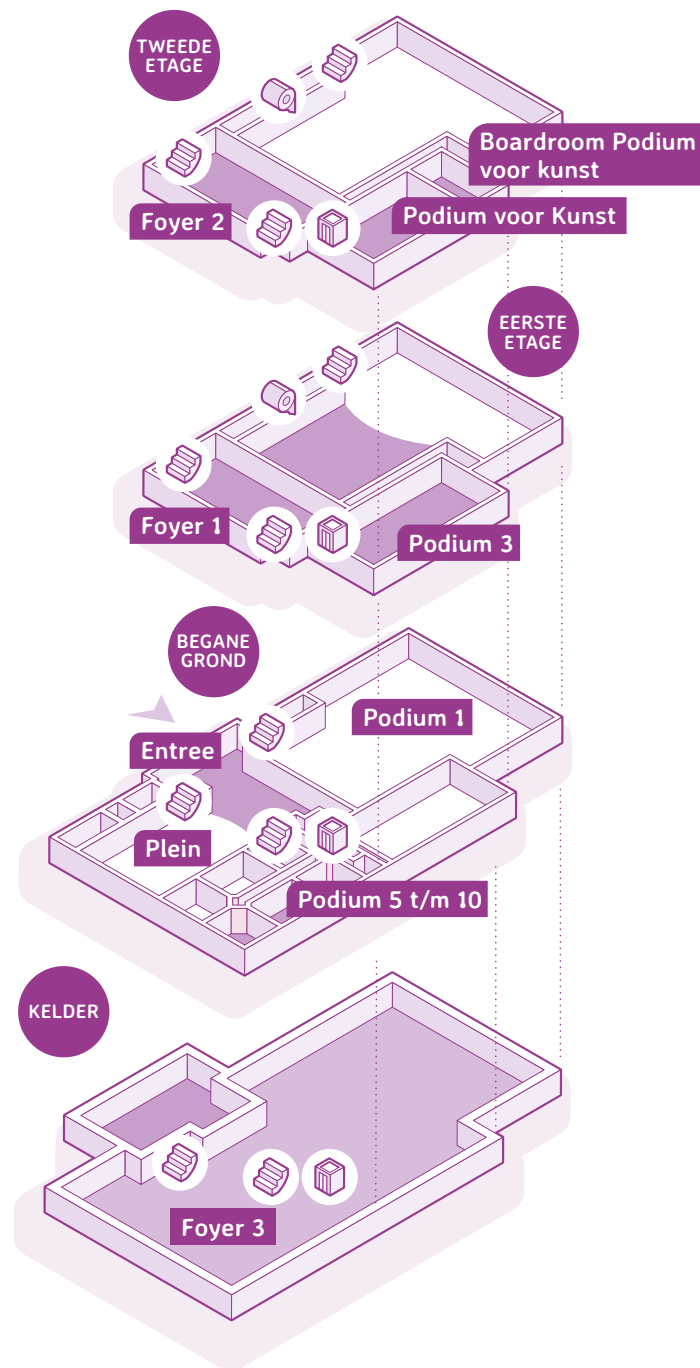 TWEEDE
ETAGE
Boardroom Podium
voor kunst
Podium voor Kunst
Foyer 2
EERSTE
ETAGE
Foyer 1
Podium 3
BEGANE
GROND
Podium 1
Entree
Plein
Podium 5 t/m 10
KELDER
Foyer 3